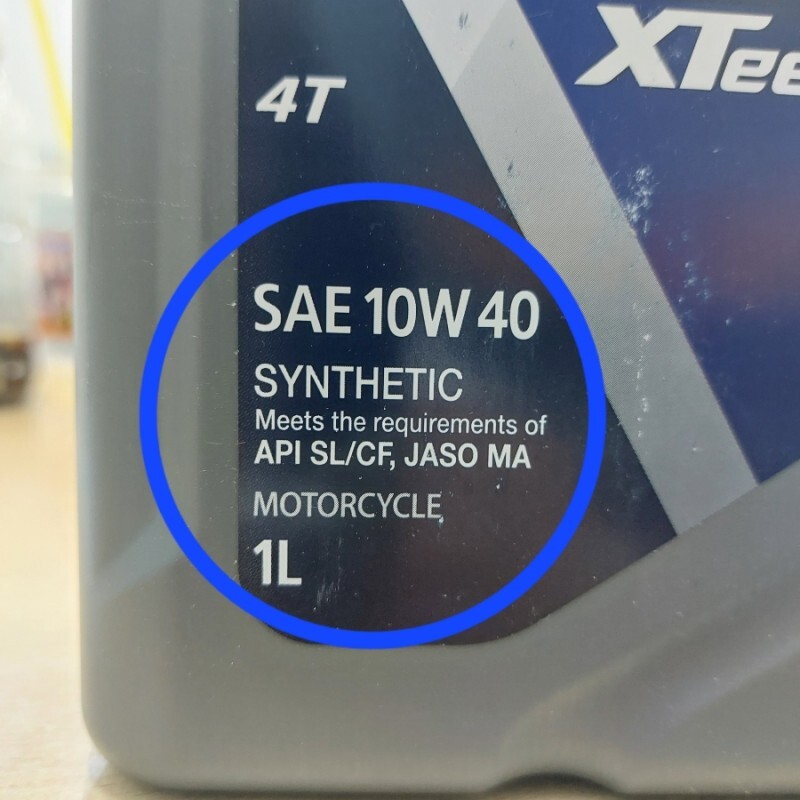 XTee
4T
SAE 10W 40
SYNTHETIC
Meets the requirements of
API SL/CF, JASO MA
MOTORCYCLE
1L